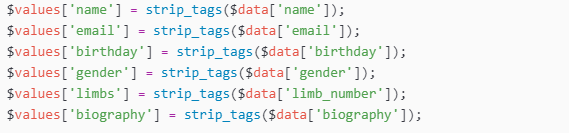 $values['name'] = strip_tags($data['name']);
$values['email'] = strip_tags($data['email']);
$values['birthday'] = strip_tags($data['birthday']);
$values['gender'] = strip_tags($data['gender']);
$values['limbs'] = strip_tags($data['limb_number']);
$values['biography'] = strip_tags($data['biography']);